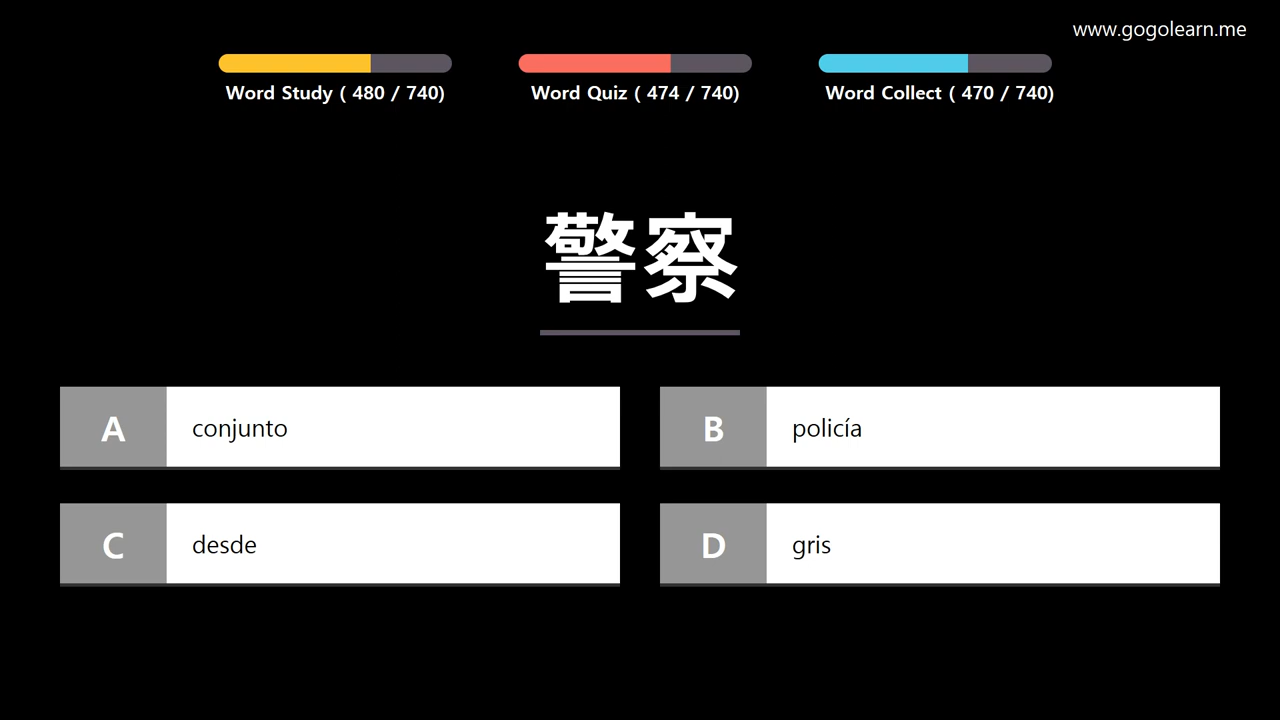 www.gogolearn.me
Word Study ( 480 / 740)
Word Quiz ( 474 / 740)
Word Collect ( 470 / 740)
警察
A conjunto
B policía
C desde
D gris